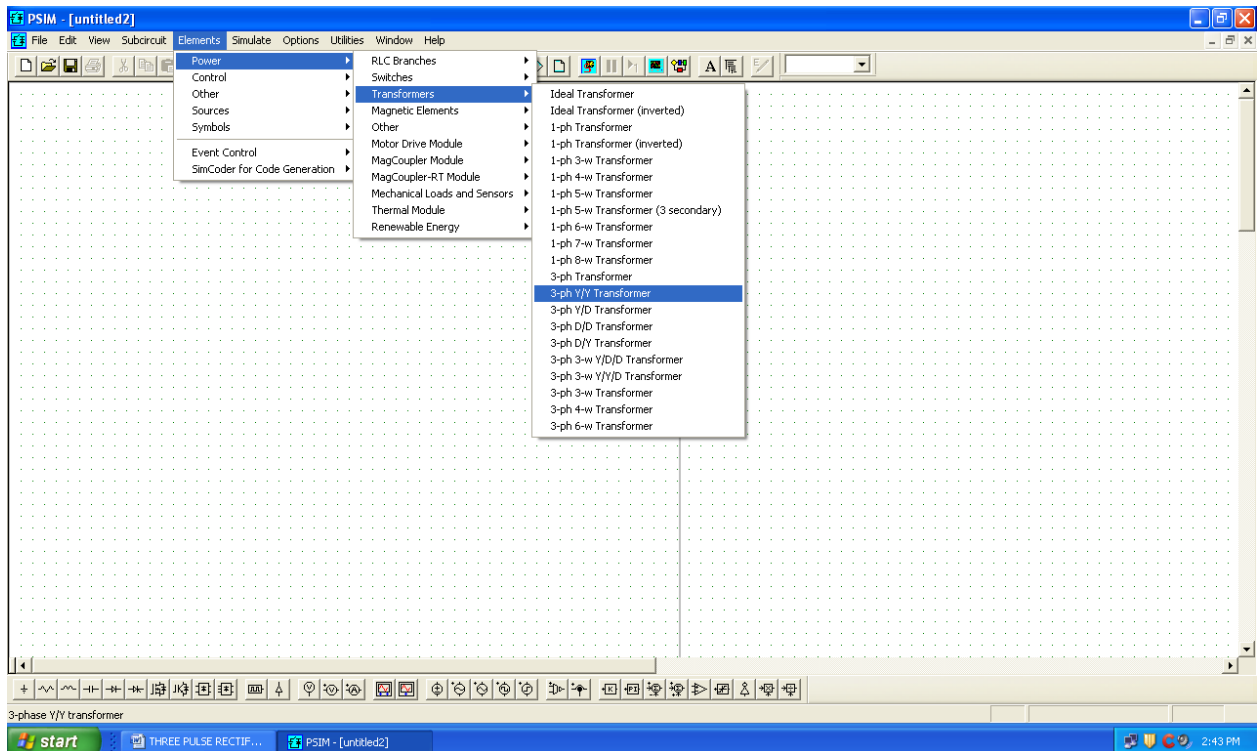 PSIM - [untitled2]
File Edit View Subcircuit Elements Simulate Options Utilities Window Help
Power
Control
Other
Sources
Symbols
Event Control
SimCoder for Code Generation
RLC Branches
Switches
Transformers
Magnetic Elements
Other
Motor Drive Module
MagCoupler Module
MagCoupler-RT Module
Mechanical Loads and Sensors
Thermal Module
Renewable Energy
Ideal Transformer
Ideal Transformer (inverted)
1-ph Transformer
1-ph Transformer (inverted)
1-ph 3-w Transformer
1-ph 4-w Transformer
1-ph 5-w Transformer
1-ph 5-w Transformer (3 secondary)
1-ph 6-w Transformer
1-ph 7-w Transformer
1-ph 8-w Transformer
3-ph Transformer
3-ph Y/Y Transformer
3-ph Y/D Transformer
3-ph D/D Transformer
3-ph D/Y Transformer
3-ph 3-w Y/D/D Transformer
3-ph 3-w Y/Y/D Transformer
3-ph 3-w Transformer
3-ph 4-w Transformer
3-ph 6-w Transformer
3-phase Y/Y transformer
start THREE PULSE RECTIF... PSIM - [untitled2] 2:43 PM